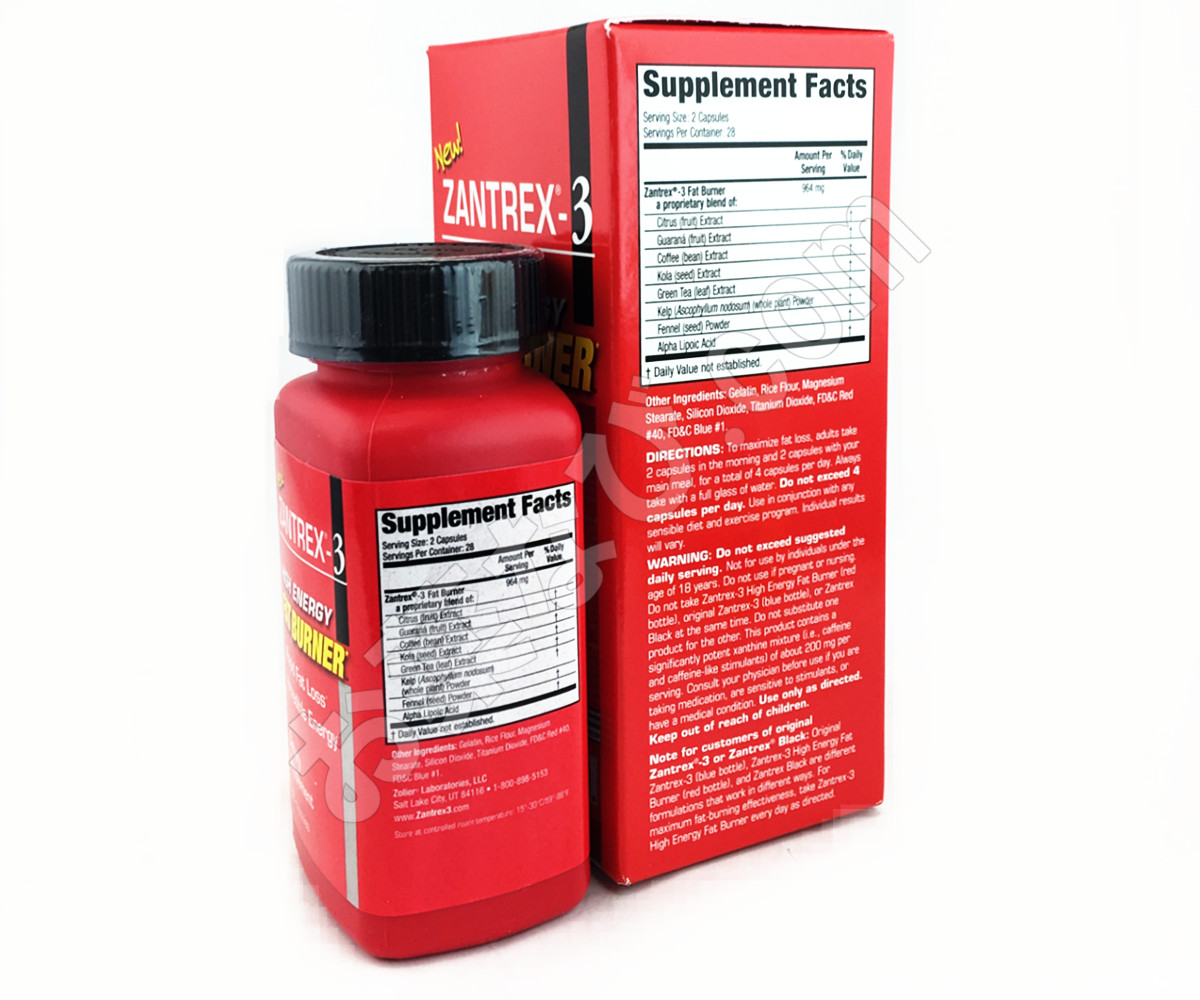 New!
ZANTREX®-3
BURNER
Supplement Facts
Serving Size: 2 Capsules
Servings Per Container: 28
Amount Per Serving
% Daily Value
Zantrex®-3 Fat Burner 964 mg
a proprietary blend of:
Citrus (fruit) Extract †
Guaraná (fruit) Extract †
Coffee (bean) Extract †
Kola (seed) Extract †
Green Tea (leaf) Extract †
Kelp (Ascophyllum nodosum) (whole plant) Powder †
Fennel (seed) Powder †
Alpha Lipoic Acid †
† Daily Value not established.
Other Ingredients: Gelatin, Rice Flour, Magnesium
Stearate, Silicon Dioxide, Titanium Dioxide, FD&C Red
#40, FD&C Blue #1.
DIRECTIONS: To maximize fat loss, adults take
2 capsules in the morning and 2 capsules with your
main meal, for a total of 4 capsules per day. Always
take with a full glass of water. Do not exceed 4
capsules per day. Use in conjunction with any
sensible diet and exercise program. Individual results
will vary.
WARNING: Do not exceed suggested
daily serving. Not for use by individuals under the
age of 18 years. Do not use if pregnant or nursing.
Do not take Zantrex-3 High Energy Fat Burner (red
bottle), original Zantrex-3 (blue bottle), or Zantrex
Black at the same time. Do not substitute one
product for the other. This product contains a
significantly potent xanthine mixture (i.e., caffeine
and caffeine-like stimulants) of about 200 mg per
serving. Consult your physician before use if you are
taking medication, are sensitive to stimulants, or
have a medical condition. Use only as directed.
Keep out of reach of children.
Note for customers of original
Zantrex®-3 or Zantrex® Black: Original
Zantrex-3 (blue bottle), Zantrex-3 High Energy Fat
Burner (red bottle), and Zantrex Black are different
formulations that work in different ways. For
maximum fat-burning effectiveness, take Zantrex-3
High Energy Fat Burner every day as directed.
ZANTREX®-3
ENERGY
BURNER
Fat Loss
Energy
Supplement Facts
Serving Size: 2 Capsules
Servings Per Container: 28
Amount Per Serving
% Daily Value
Zantrex®-3 Fat Burner 964 mg
a proprietary blend of:
Citrus (fruit) Extract †
Guaraná (fruit) Extract †
Coffee (bean) Extract †
Kola (seed) Extract †
Green Tea (leaf) Extract †
Kelp (Ascophyllum nodosum)
(whole plant) Powder †
Fennel (seed) Powder †
Alpha Lipoic Acid †
† Daily Value not established.
Other Ingredients: Gelatin, Rice Flour, Magnesium
Stearate, Silicon Dioxide, Titanium Dioxide, FD&C Red #40,
FD&C Blue #1.
Zoller Laboratories, LLC
Salt Lake City, UT 84116 • 1-800-898-5153
www.Zantrex3.com
Store at controlled room temperature: 15°-30°C/59°-86°F
.com